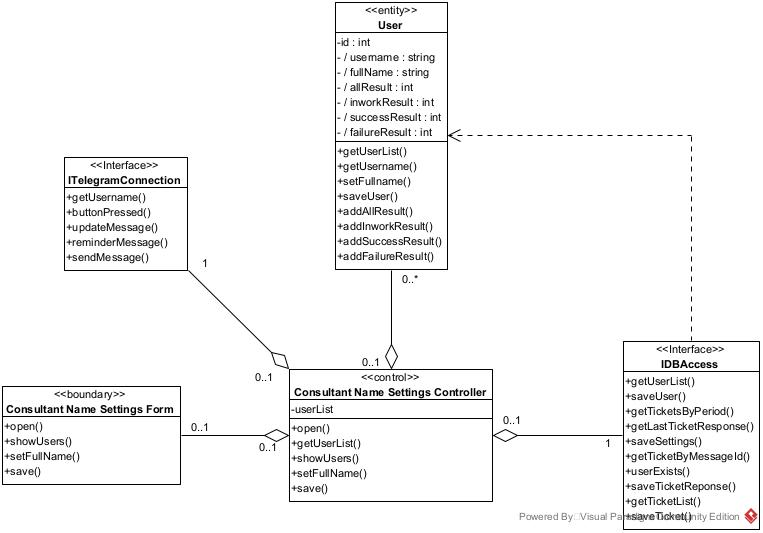 <<entity>>
User
-id : int
- / username : string
- / fullName : string
- / allResult : int
- / inworkResult : int
- / successResult : int
- / failureResult : int
+getUserList()
+getUsername()
+setFullname()
+saveUser()
+addAllResult()
+addInworkResult()
+addSuccessResult()
+addFailureResult()
0..*
<<Interface>>
ITelegramConnection
+getUsername()
+buttonPressed()
+updateMessage()
+reminderMessage()
+sendMessage()
1
0..1
0..1
<<boundary>>
Consultant Name Settings Form
+open()
+showUsers()
+setFullName()
+save()
0..1
0..1
<<control>>
Consultant Name Settings Controller
-userList
+open()
+getUserList()
+showUsers()
+setFullName()
+save()
0..1
1
<<Interface>>
IDBAccess
+getUserList()
+saveUser()
+getTicketsByPeriod()
+getLastTicketResponse()
+saveSettings()
+getTicketByMessageId()
+userExists()
+saveTicketReponse()
+getTicketList()
+saveTicket()
Powered By Visual Paradigm Community Edition